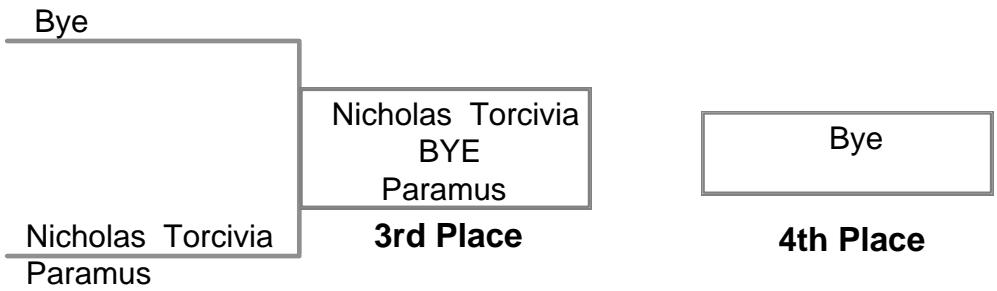 Bye
Nicholas Torcivia
BYE
Paramus
3rd Place
Bye
4th Place
Nicholas Torcivia
Paramus